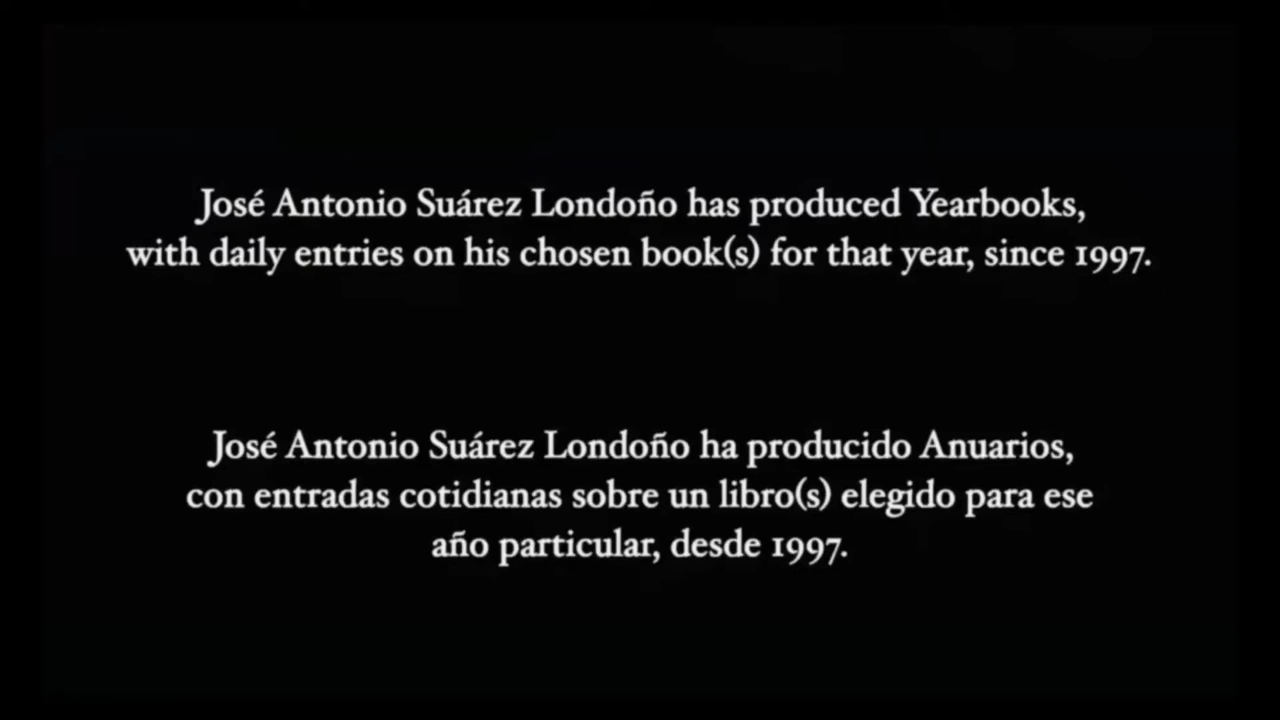 José Antonio Suárez Londoño has produced Yearbooks,
with daily entries on his chosen book(s) for that year, since 1997.
José Antonio Suárez Londoño ha producido Anuarios,
con entradas cotidianas sobre un libro(s) elegido para ese
año particular, desde 1997.